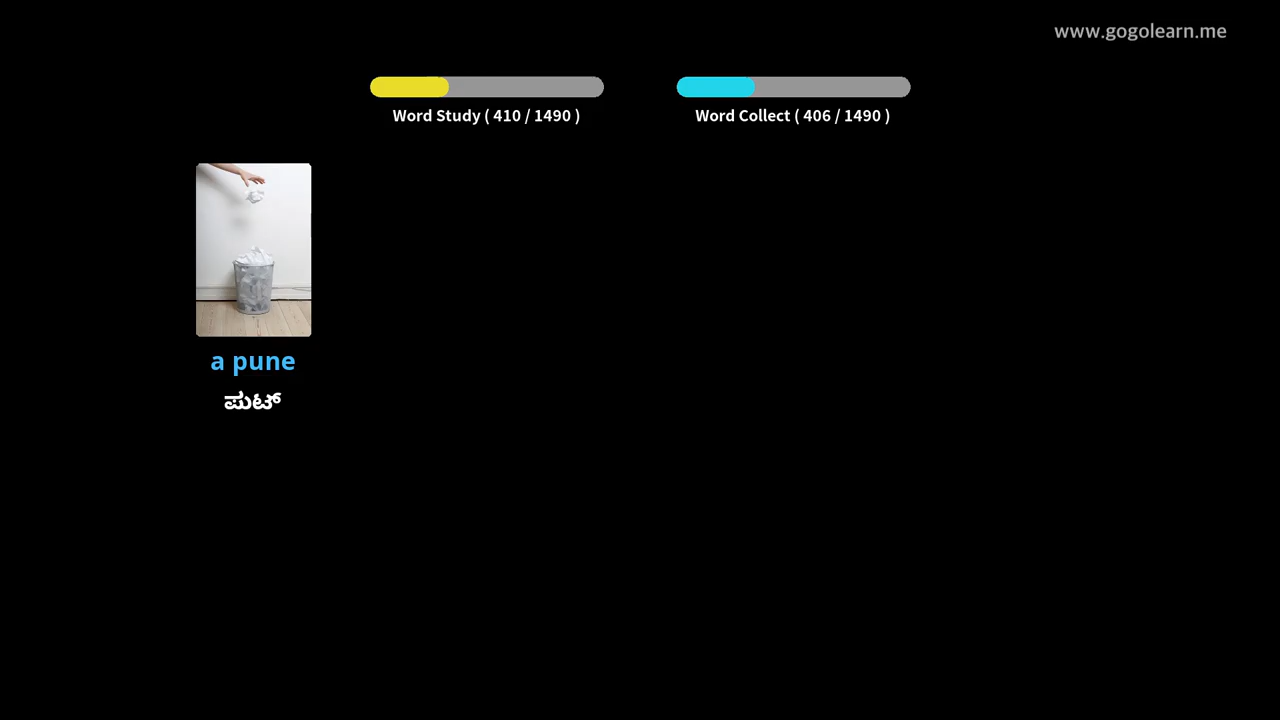 www.gogolearn.me
Word Study ( 410 / 1490 )
Word Collect ( 406 / 1490 )
a pune
ಪುಟ್